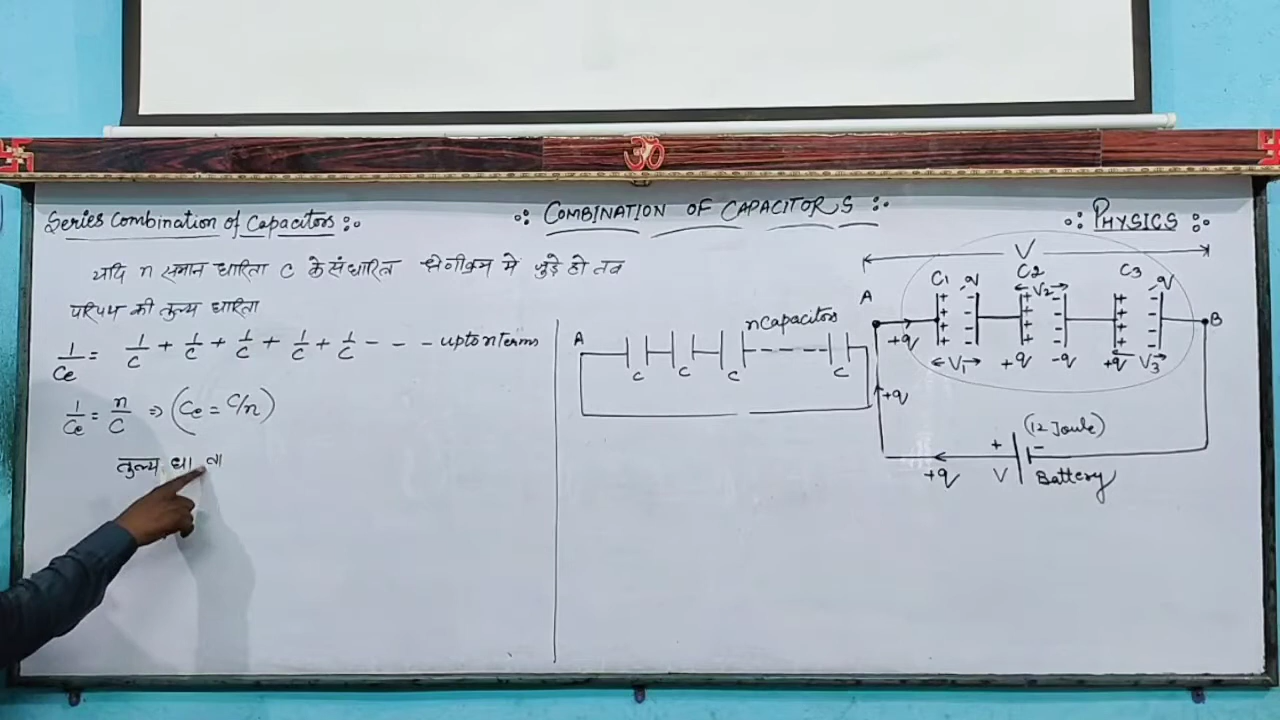 ॐ
Series Combination of Capacitors :-
∴ COMBINATION OF CAPACITORS :-
∴ PHYSICS :-
यदि n समान धारिता C के संधारित्र श्रेणीक्रम में जुड़े हो तब
परिपथ की तुल्य धारिता
1/Ce = 1/C + 1/C + 1/C + 1/C + 1/C - - - upto n terms
1/Ce = n/C ⇒ (Ce = C/n)
तुल्य धा ता
A
n capacitors
C C C C
V
C1 -q C2 C3 -q
V2
A B
+q V1 +q -q +q V3
+q
(12 Joule)
+ -
+q V Battery